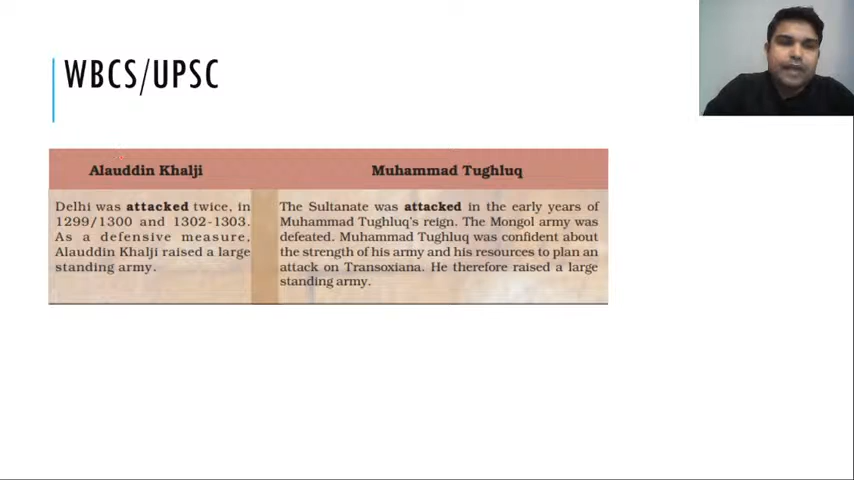 WBCS/UPSC
Alauddin Khalji
Muhammad Tughluq
Delhi was attacked twice, in
1299/1300 and 1302-1303.
As a defensive measure,
Alauddin Khalji raised a large
standing army.
The Sultanate was attacked in the early years of
Muhammad Tughluq's reign. The Mongol army was
defeated. Muhammad Tughluq was confident about
the strength of his army and his resources to plan an
attack on Transoxiana. He therefore raised a large
standing army.